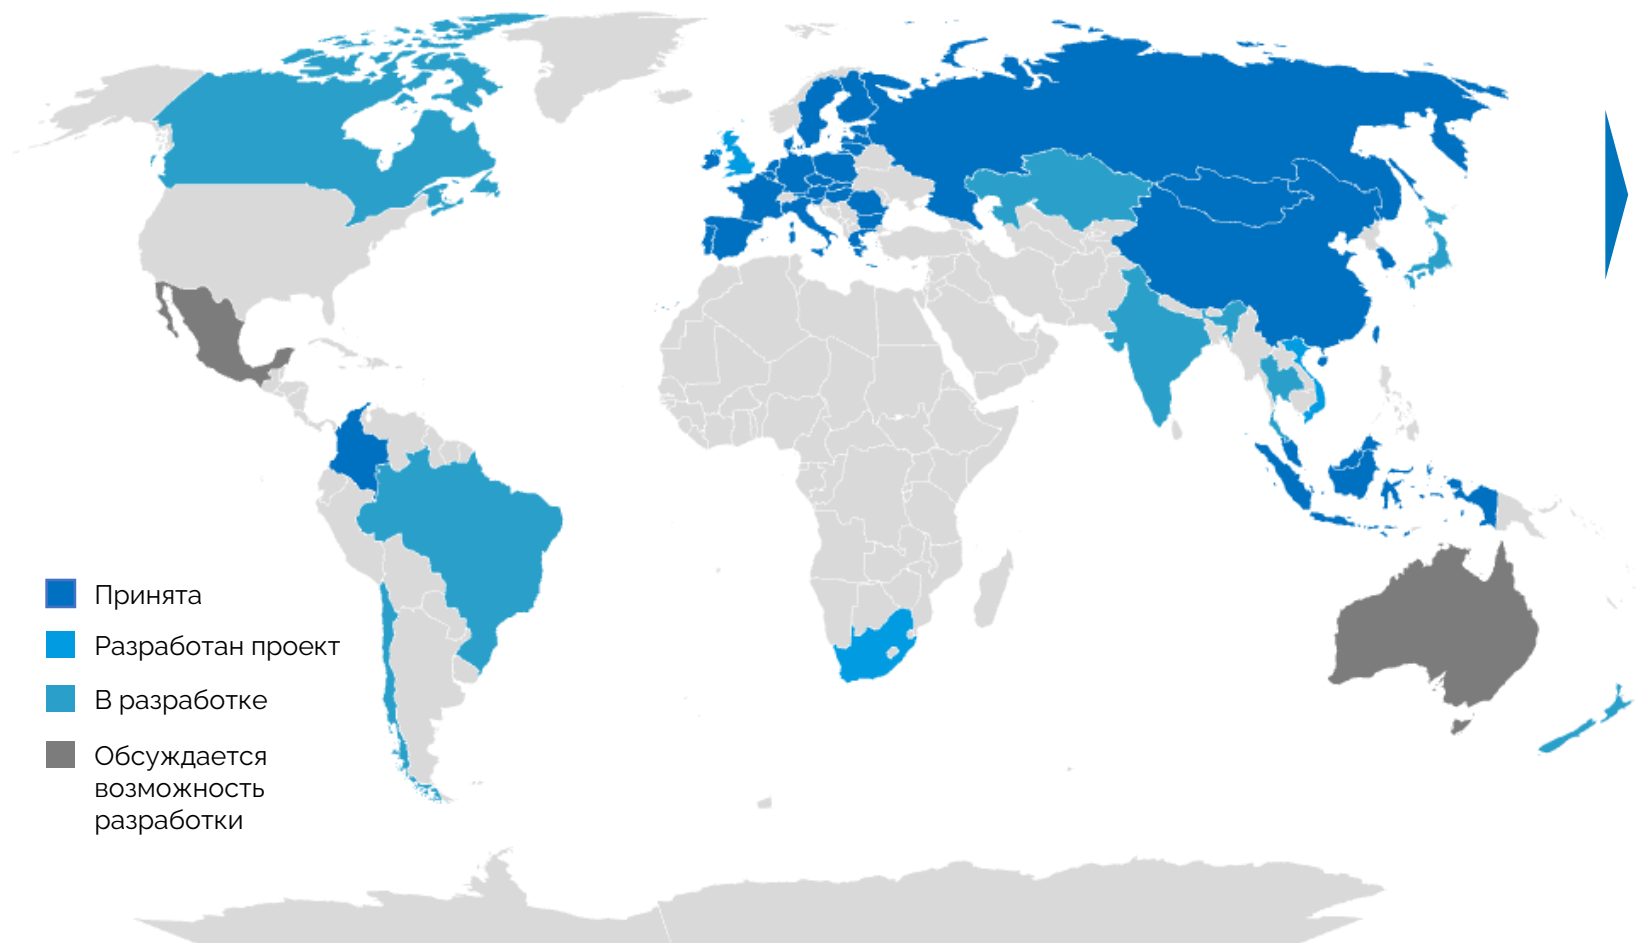 Принята
Разработан проект
В разработке
Обсуждается
возможность
разработки